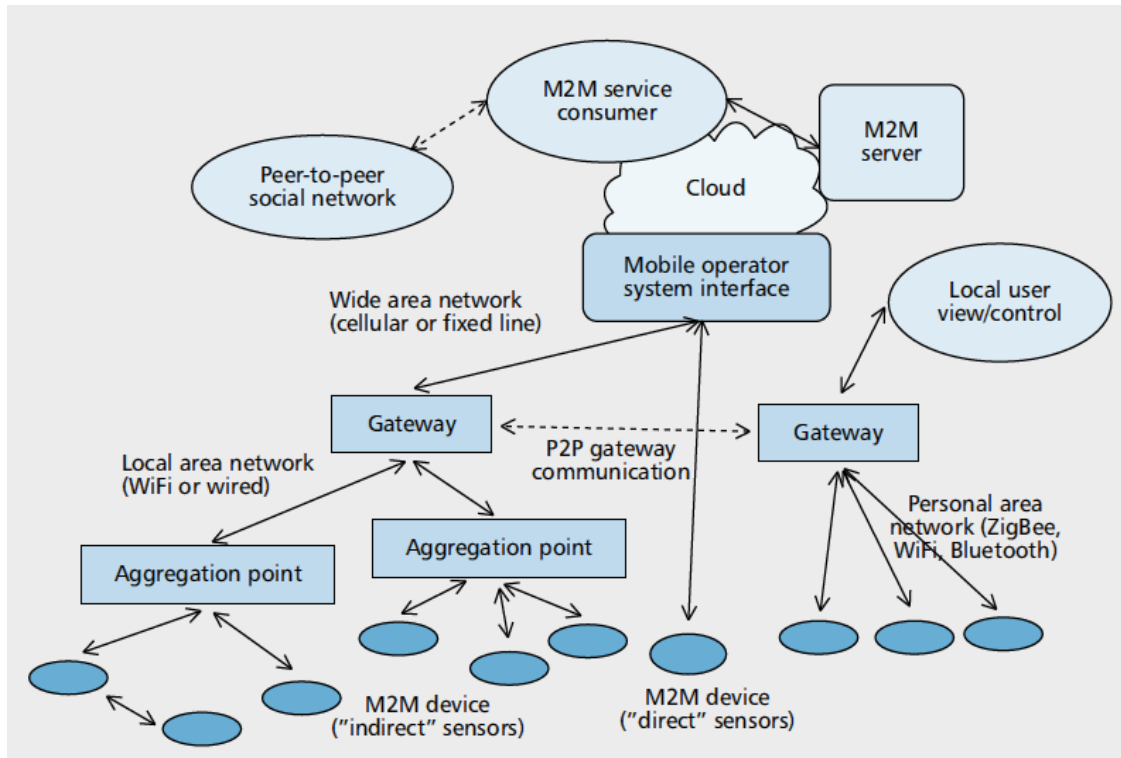 M2M service
consumer
M2M
server
Peer-to-peer
social network
Cloud
Mobile operator
system interface
Local user
view/control
Wide area network
(cellular or fixed line)
Gateway
Gateway
P2P gateway
communication
Local area network
(WiFi or wired)
Personal area
network (ZigBee,
WiFi, Bluetooth)
Aggregation point
Aggregation point
M2M device
("indirect" sensors)
M2M device
("direct" sensors)